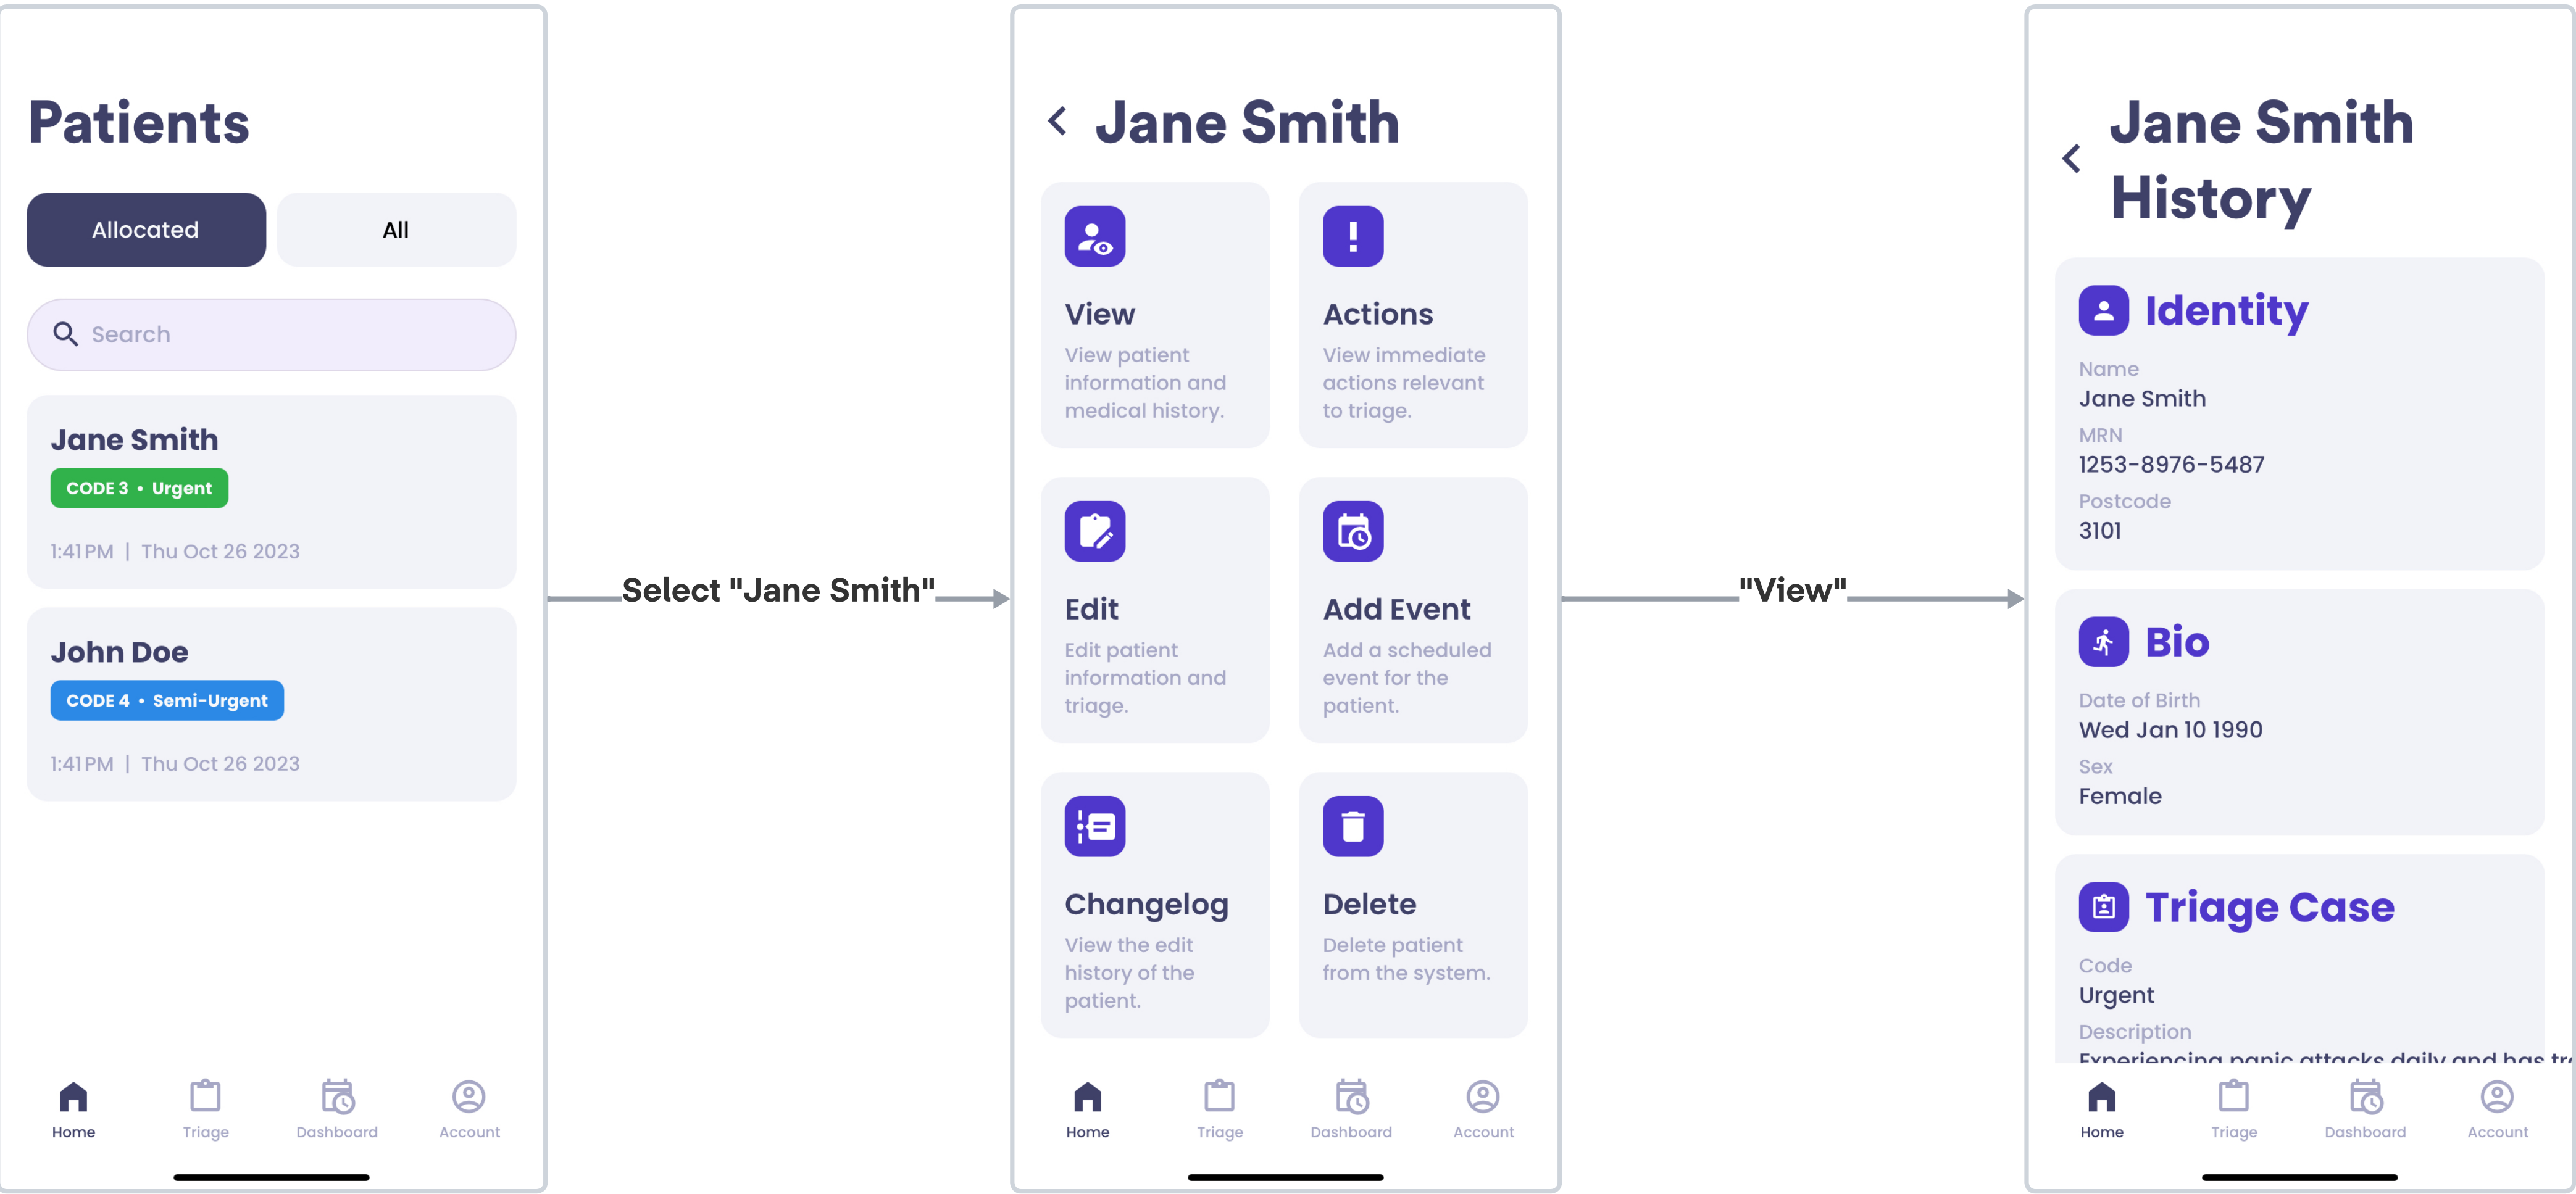 Patients
Allocated
All
Search
Jane Smith
CODE 3 • Urgent
1:41 PM | Thu Oct 26 2023
John Doe
CODE 4 • Semi-Urgent
1:41 PM | Thu Oct 26 2023
Home
Triage
Dashboard
Account
Select "Jane Smith"
Jane Smith
View
View patient
information and
medical history.
Actions
View immediate
actions relevant
to triage.
Edit
Edit patient
information and
triage.
Add Event
Add a scheduled
event for the
patient.
Changelog
View the edit
history of the
patient.
Delete
Delete patient
from the system.
Home
Triage
Dashboard
Account
"View"
Jane Smith
History
Identity
Name
Jane Smith
MRN
1253-8976-5487
Postcode
3101
Bio
Date of Birth
Wed Jan 10 1990
Sex
Female
Triage Case
Code
Urgent
Description
Experiencing panic attacks daily and has
Home
Triage
Dashboard
Account